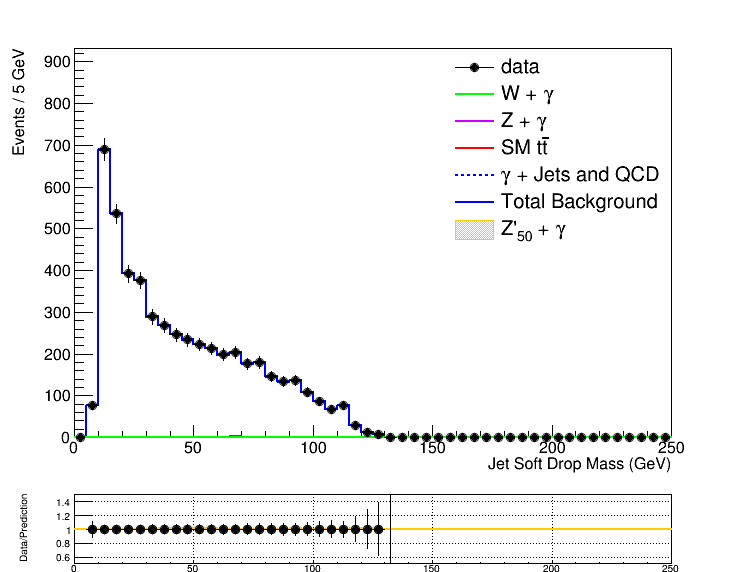 Events / 5 GeV
900
800
700
600
500
400
300
200
100
0
0 50 100 150 200 250
Jet Soft Drop Mass (GeV)
data
W + γ
Z + γ
SM tt̄
γ + Jets and QCD
Total Background
Z'50 + γ
Data/Prediction
1.4
1.2
1
0.8
0.6
0 50 100 150 200 250